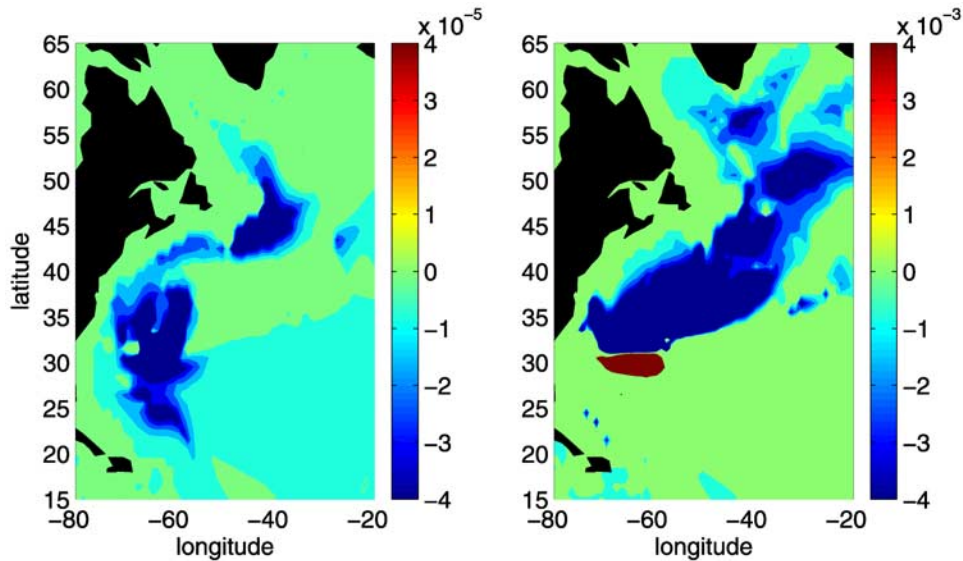 x 10⁻⁵
x 10⁻³
65 4 65 4
60 60
55 3 55 3
50 2 50 2
45 1 45 1
40 0 40 0
latitude
35 −1 35 −1
30 −2 30 −2
25 25
20 −3 20 −3
15 −4 15 −4
−80 −60 −40 −20 −80 −60 −40 −20
longitude longitude